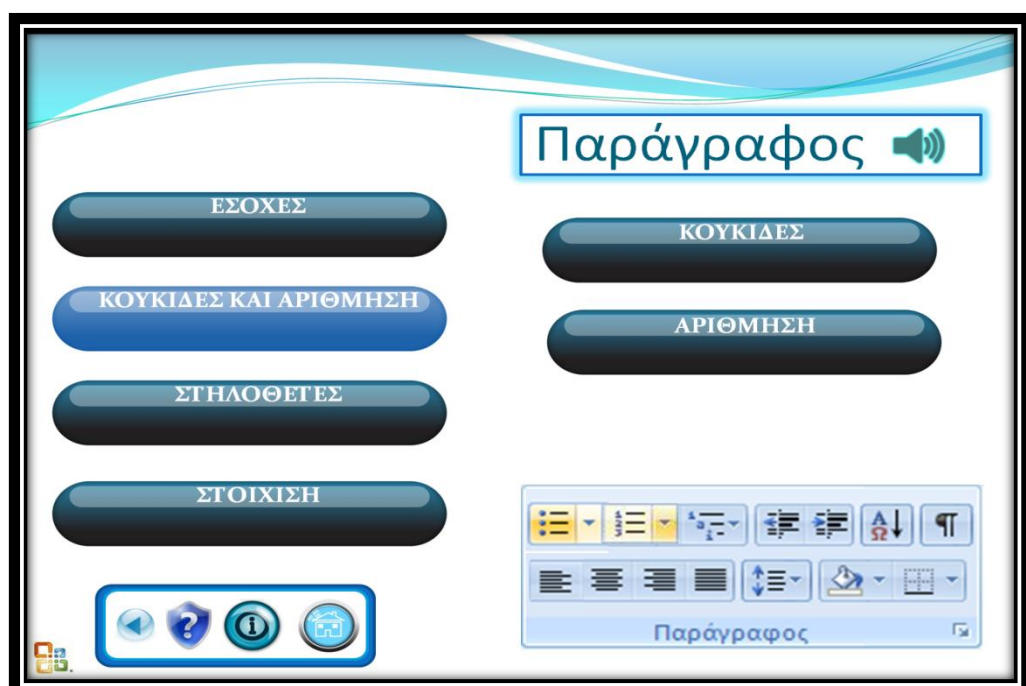 Παράγραφος
ΕΣΟΧΕΣ
ΚΟΥΚΙΔΕΣ ΚΑΙ ΑΡΙΘΜΗΣΗ
ΣΤΗΛΟΘΕΤΕΣ
ΣΤΟΙΧΙΣΗ
ΚΟΥΚΙΔΕΣ
ΑΡΙΘΜΗΣΗ
Παράγραφος